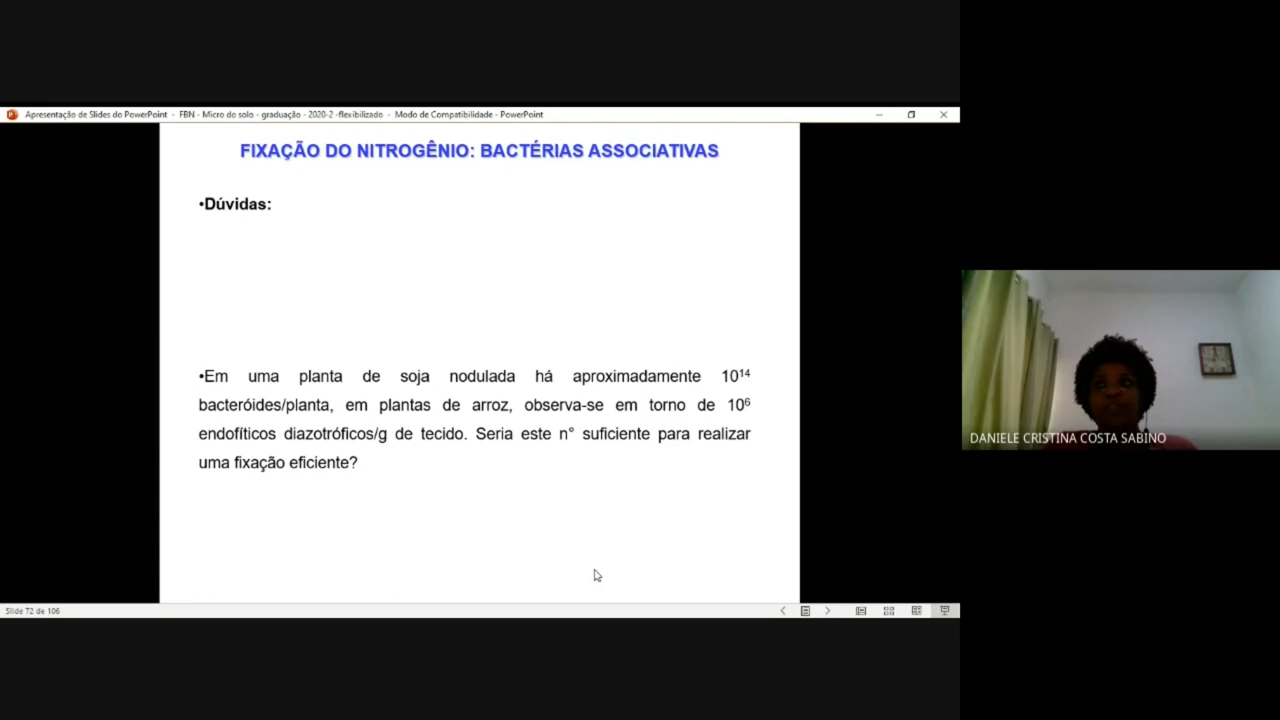 Apresentação de Slides do PowerPoint - FBN - Micro do solo - graduação - 2020-2 -flexibilizado - Modo de Compatibilidade - PowerPoint
FIXAÇÃO DO NITROGÊNIO: BACTÉRIAS ASSOCIATIVAS
•Dúvidas:
•Em uma planta de soja nodulada há aproximadamente 10¹⁴
bacteróides/planta, em plantas de arroz, observa-se em torno de 10⁶
endofíticos diazotróficos/g de tecido. Seria este n° suficiente para realizar
uma fixação eficiente?
DANIELE CRISTINA COSTA SABINO
Slide 72 de 106